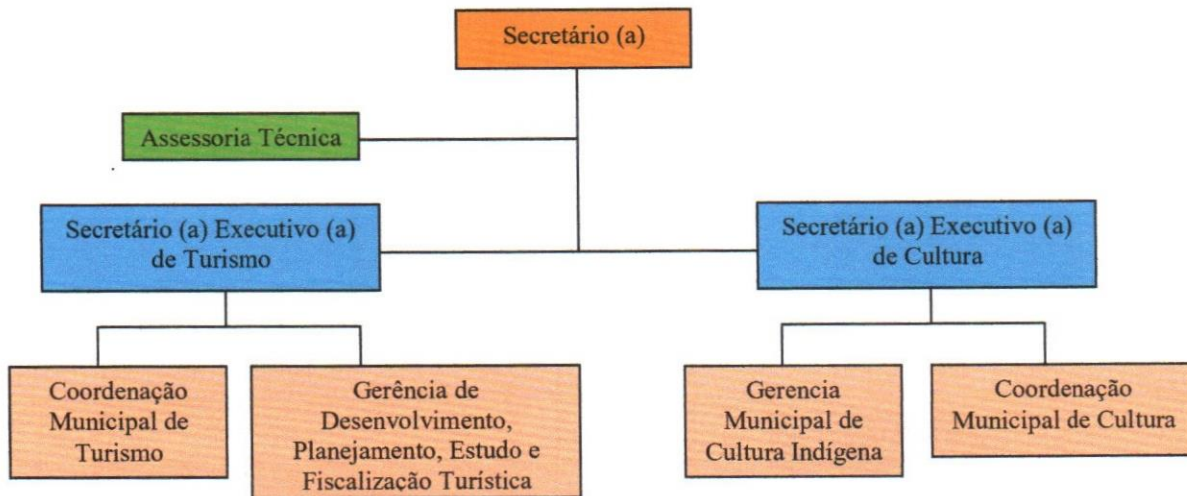 Secretário (a)
Assessoria Técnica
Secretário (a) Executivo (a)
de Turismo
Secretário (a) Executivo (a)
de Cultura
Coordenação
Municipal de
Turismo
Gerência de
Desenvolvimento,
Planejamento, Estudo e
Fiscalização Turística
Gerencia
Municipal de
Cultura Indígena
Coordenação
Municipal de Cultura